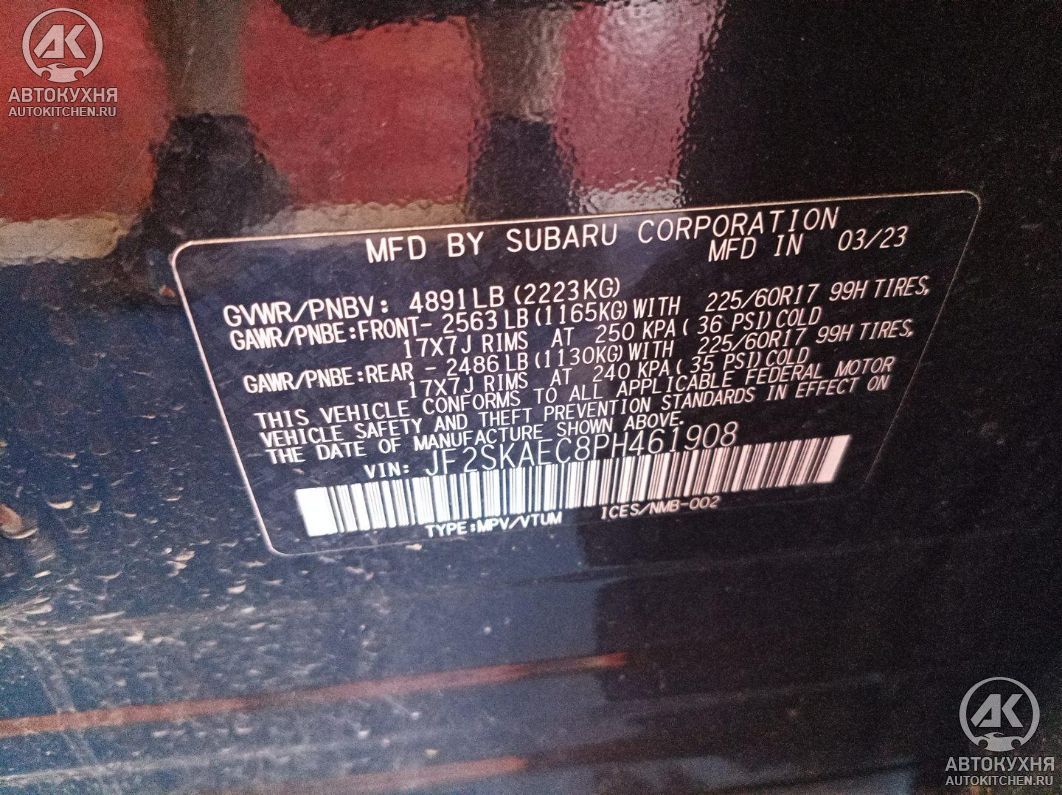 АК
АВТОКУХНЯ
AUTOKITCHEN.RU
MFD BY SUBARU CORPORATION
MFD IN 03/23
GVWR/PNBV: 4891LB (2223KG)
GAWR/PNBE:FRONT- 2563LB (1165KG) WITH 225/60R17 99H TIRES,
17X7J RIMS AT 250 KPA ( 36 PSI) COLD
GAWR/PNBE:REAR - 2486LB (1130KG) WITH 225/60R17 99H TIRES,
17X7J RIMS AT 240 KPA ( 35 PSI) COLD
THIS VEHICLE CONFORMS TO ALL APPLICABLE FEDERAL MOTOR
VEHICLE SAFETY AND THEFT PREVENTION STANDARDS IN EFFECT ON
THE DATE OF MANUFACTURE SHOWN ABOVE.
VIN: JF2SKAEC8PH461908
TYPE:MPV/VTUM ICES/NMB-002
АК
АВТОКУХНЯ
AUTOKITCHEN.RU